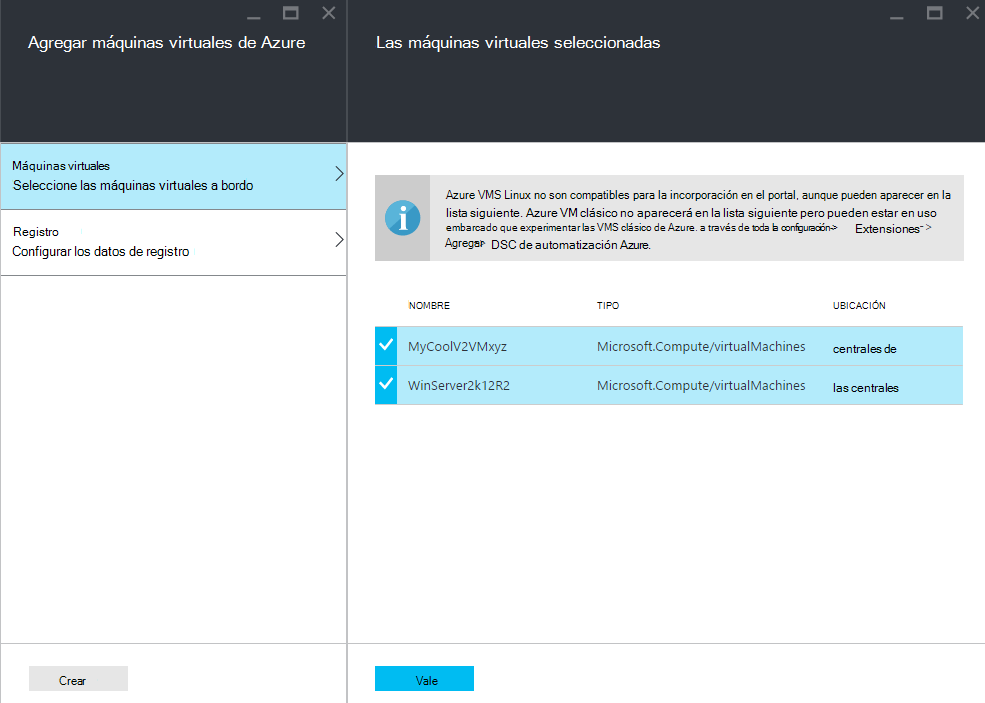 Agregar máquinas virtuales de Azure
Máquinas virtuales
Seleccione las máquinas virtuales a bordo
Registro
Configurar los datos de registro
Crear
Las máquinas virtuales seleccionadas
Azure VMS Linux no son compatibles para la incorporación en el portal, aunque pueden aparecer en la
lista siguiente. Azure VM clásico no aparecerá en la lista siguiente pero pueden estar en uso
embarcado que experimentar las VMS clásico de Azure. a través de toda la configuración-> Extensiones-> 
Agregar-> DSC de automatización Azure.
NOMBRE TIPO UBICACIÓN
MyCoolV2VMxyz Microsoft.Compute/virtualMachines centrales de
WinServer2k12R2 Microsoft.Compute/virtualMachines las centrales
Vale